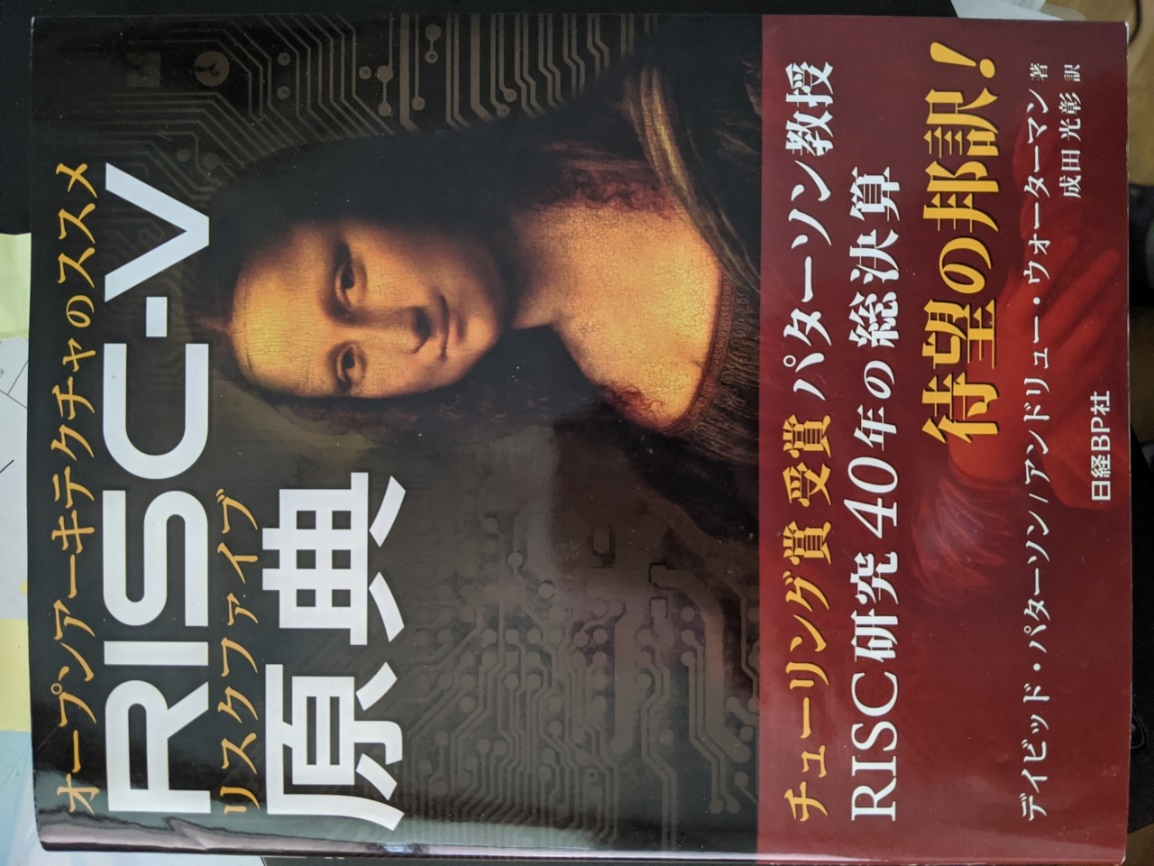 オープンアーキテクチャのススメ
RISC-V
リスクファイブ
原典
チューリング賞 受賞 パターソン教授
RISC研究 40年の総決算
待望の邦訳!
デイビッド・パターソン / アンドリュー・ウォーターマン 著
成田 光彰 訳
日経BP社